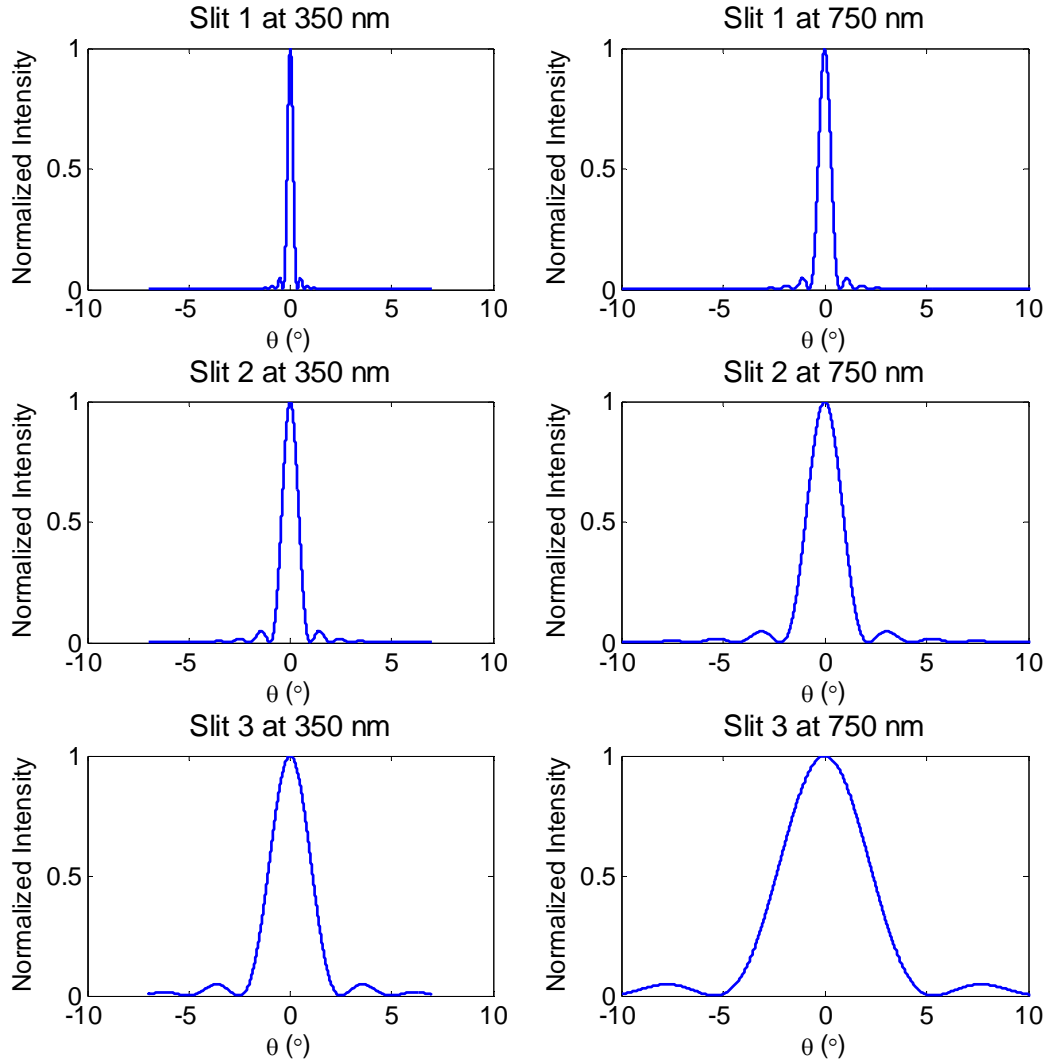 Slit 1 at 350 nm
Normalized Intensity
1
0.5
0
-10 -5 0 5 10
θ (°)
Slit 1 at 750 nm
Normalized Intensity
1
0.5
0
-10 -5 0 5 10
θ (°)
Slit 2 at 350 nm
Normalized Intensity
1
0.5
0
-10 -5 0 5 10
θ (°)
Slit 2 at 750 nm
Normalized Intensity
1
0.5
0
-10 -5 0 5 10
θ (°)
Slit 3 at 350 nm
Normalized Intensity
1
0.5
0
-10 -5 0 5 10
θ (°)
Slit 3 at 750 nm
Normalized Intensity
1
0.5
0
-10 -5 0 5 10
θ (°)